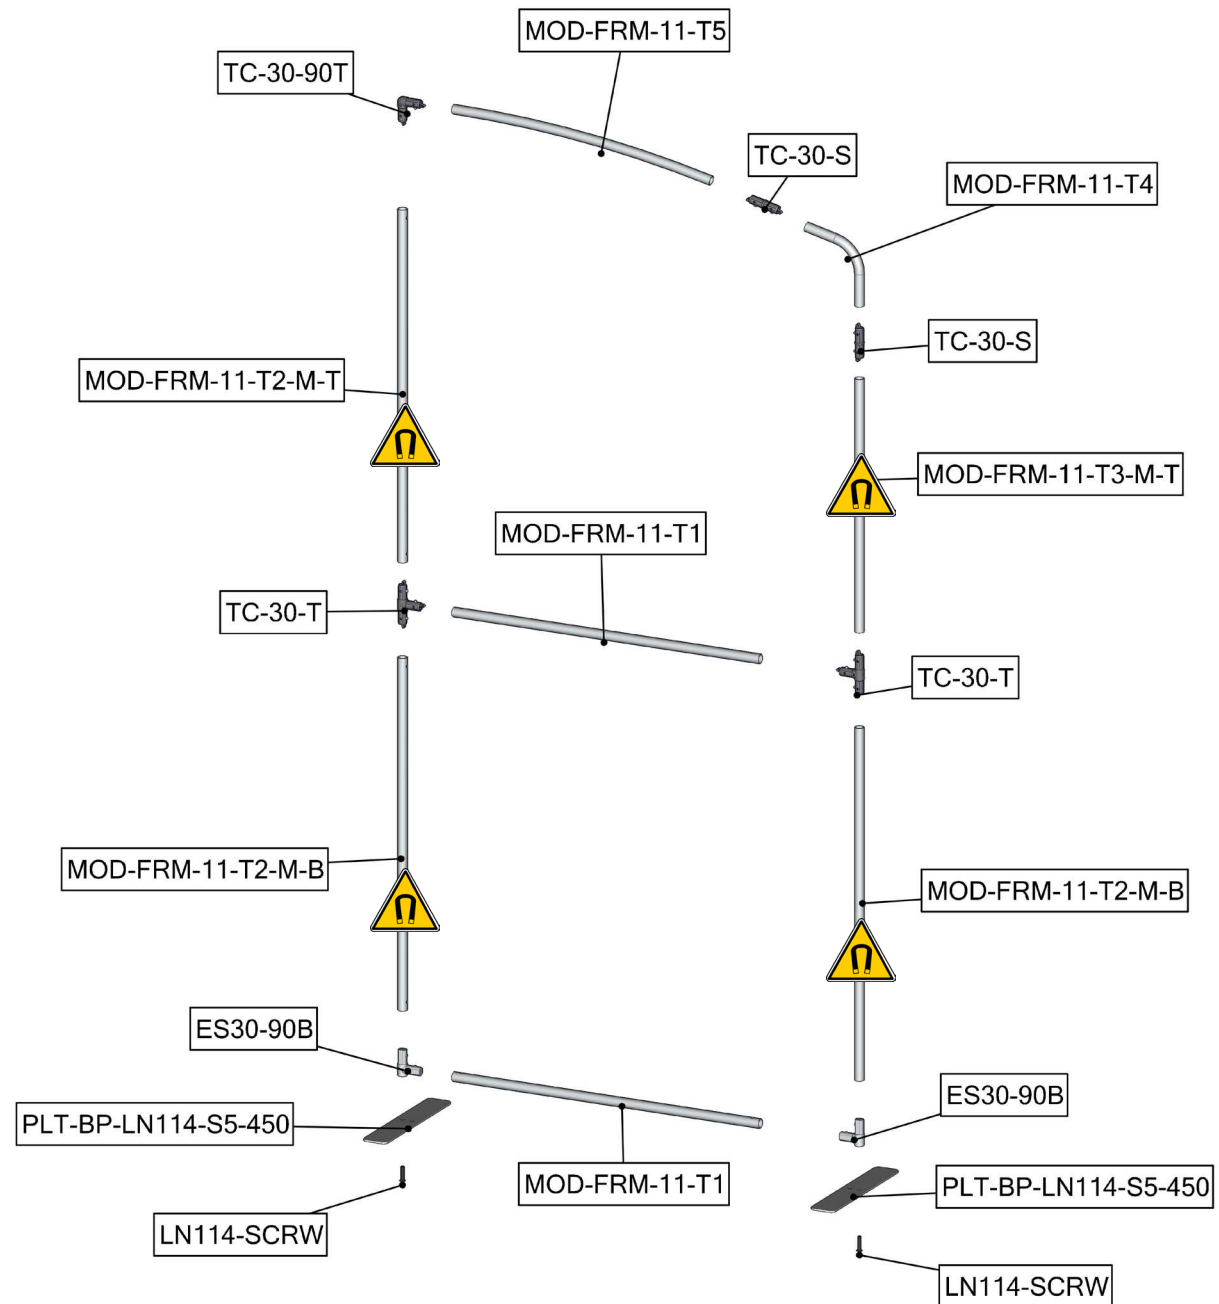 MOD-FRM-11-T5
TC-30-90T
TC-30-S
MOD-FRM-11-T4
TC-30-S
MOD-FRM-11-T2-M-T
MOD-FRM-11-T3-M-T
MOD-FRM-11-T1
TC-30-T
TC-30-T
MOD-FRM-11-T2-M-B
MOD-FRM-11-T2-M-B
ES30-90B
ES30-90B
PLT-BP-LN114-S5-450
MOD-FRM-11-T1
PLT-BP-LN114-S5-450
LN114-SCRW
LN114-SCRW